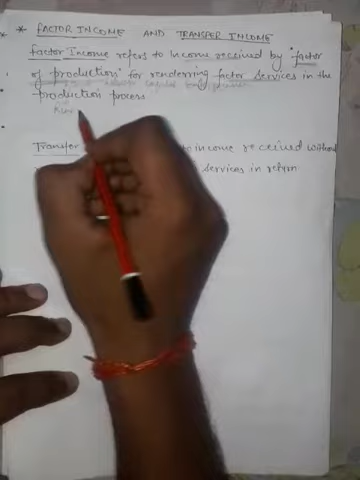 * * FACTOR INCOME AND TRANSFER INCOME
Factor Income refers to Income received by "factor
of production" for renderring factor services in the
production process.
Transfer to income received without
services in return